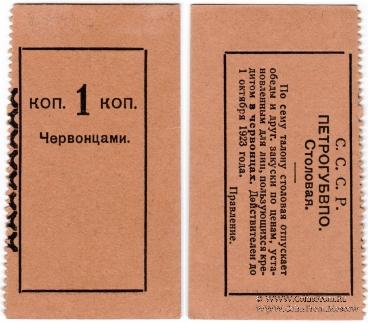 КОП. 1 КОП.
Червонцами.
С. С. С. Р.
ПЕТРОГУБВПО.
Столовая.
По сему талону столовая отпускает
обеды и друг. закуски по ценам, уста-
новленным для лиц, пользующихся кре-
дитом в червонцах. Действителен до
1 октября 1923 года.
Правление.